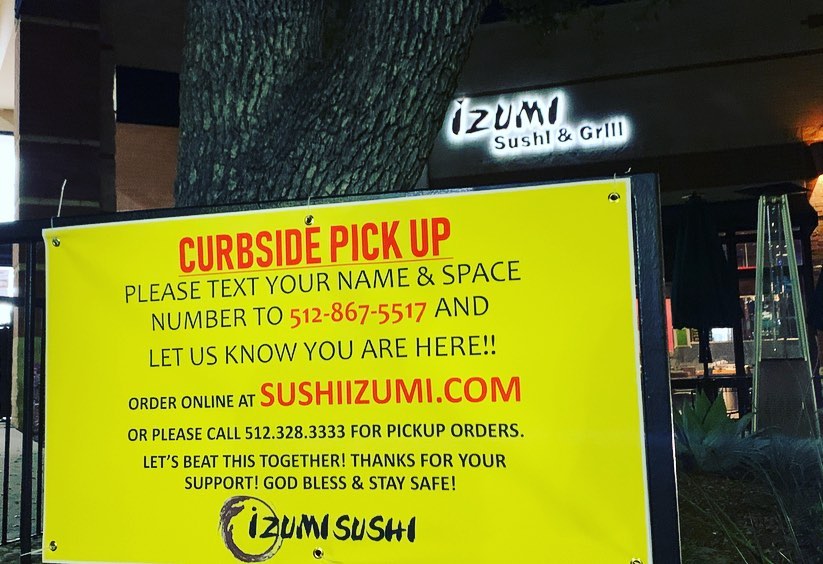 izumi
Sushi & Grill
CURBSIDE PICK UP
PLEASE TEXT YOUR NAME & SPACE
NUMBER TO 512-867-5517 AND
LET US KNOW YOU ARE HERE!!
ORDER ONLINE AT SUSHIIZUMI.COM
OR PLEASE CALL 512.328.3333 FOR PICKUP ORDERS.
LET'S BEAT THIS TOGETHER! THANKS FOR YOUR
SUPPORT! GOD BLESS & STAY SAFE!
iZUMI SUSHI